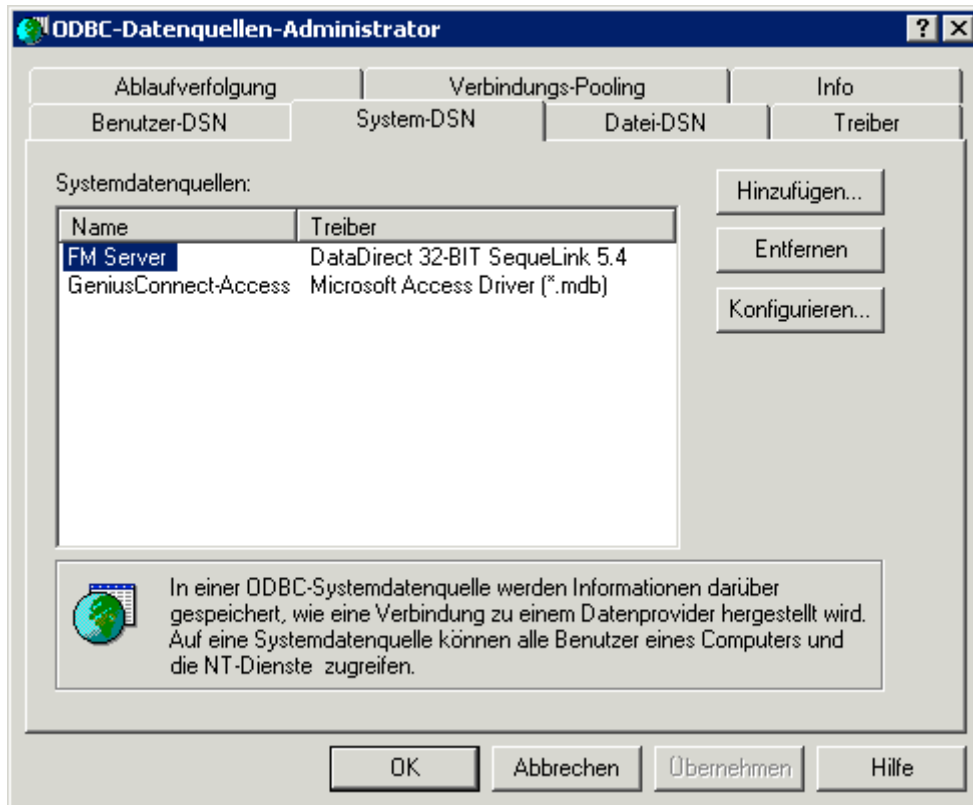 ODBC-Datenquellen-Administrator
Ablaufverfolgung Verbindungs-Pooling Info
Benutzer-DSN System-DSN Datei-DSN Treiber
Systemdatenquellen:
Name Treiber
FM Server DataDirect 32-BIT SequeLink 5.4
GeniusConnect-Access Microsoft Access Driver (*.mdb)
Hinzufügen...
Entfernen
Konfigurieren...
In einer ODBC-Systemdatenquelle werden Informationen darüber
gespeichert, wie eine Verbindung zu einem Datenprovider hergestellt wird.
Auf eine Systemdatenquelle können alle Benutzer eines Computers und
die NT-Dienste zugreifen.
OK Abbrechen Übernehmen Hilfe